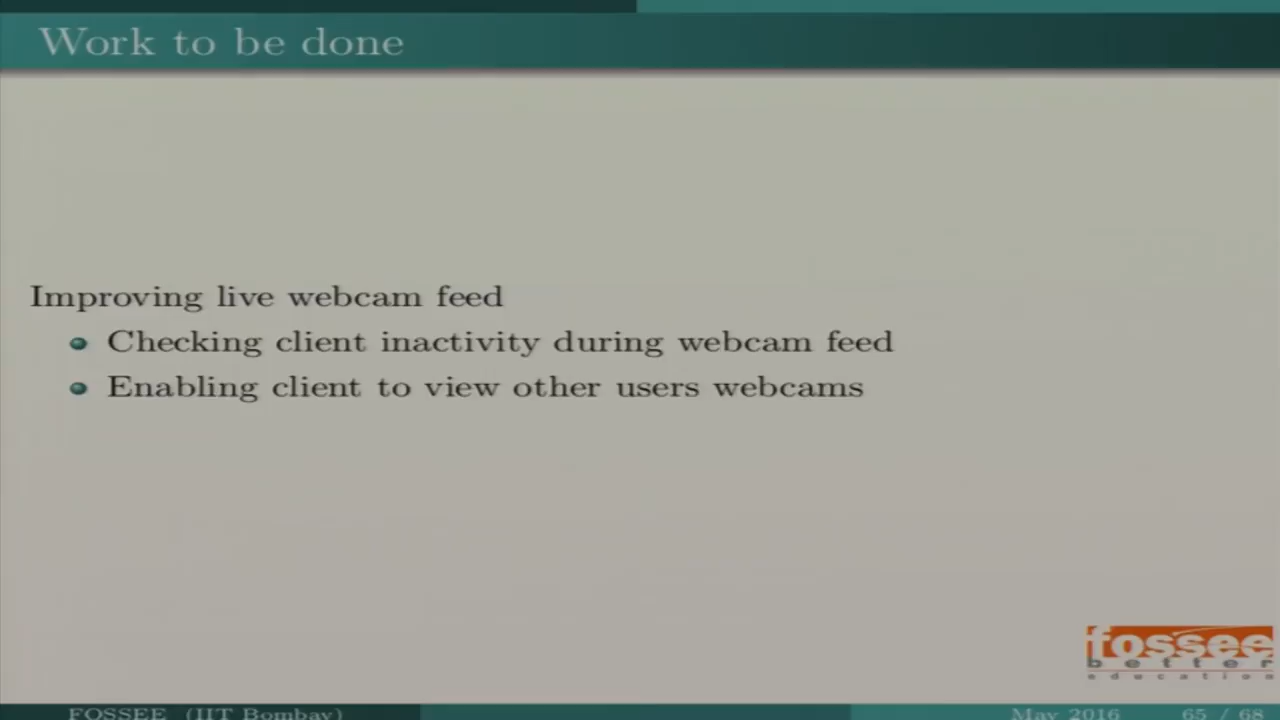 Work to be done
Improving live webcam feed
Checking client inactivity during webcam feed
Enabling client to view other users webcams
fossee
better
education
FOSSEE (IIT Bombay)
May 2016
65 / 68